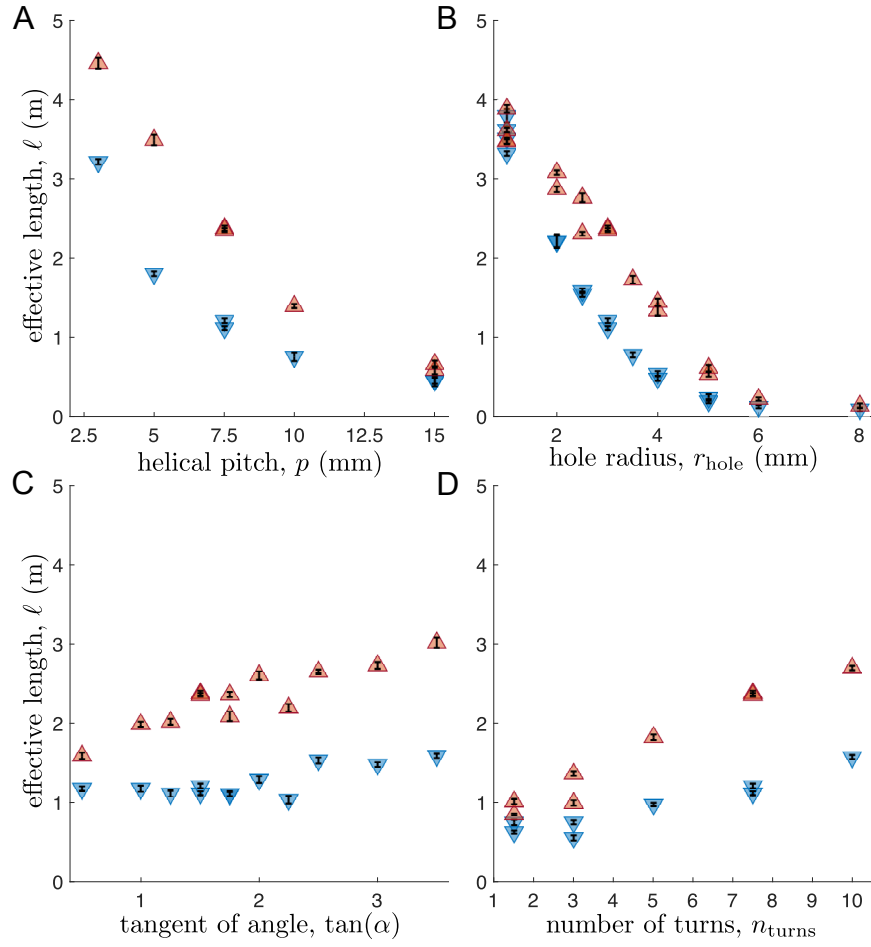 A
B
5
4
3
2
1
0
effective length, ℓ (m)
2.5 5 7.5 10 12.5 15
helical pitch, p (mm)
5
4
3
2
1
0
2 4 6 8
hole radius, r_hole (mm)
C
D
5
4
3
2
1
0
effective length, ℓ (m)
1 2 3
tangent of angle, tan(α)
5
4
3
2
1
0
1 2 3 4 5 6 7 8 9 10
number of turns, n_turns